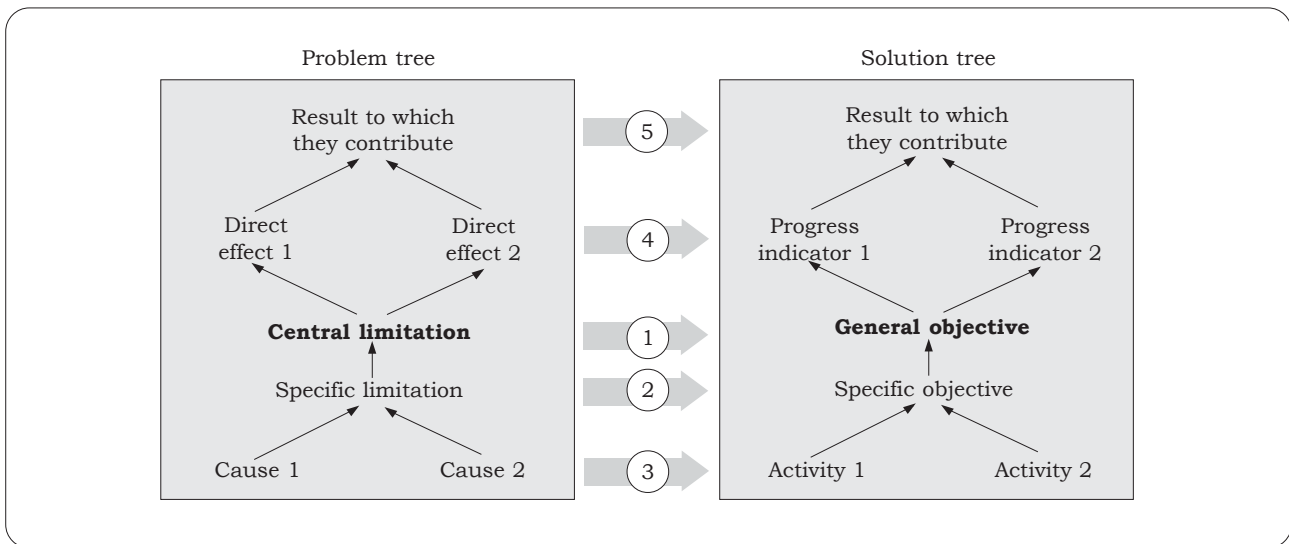 Problem tree
Result to which
they contribute
Direct
effect 1
Direct
effect 2
Central limitation
Specific limitation
Cause 1
Cause 2
5
4
1
2
3
Solution tree
Result to which
they contribute
Progress
indicator 1
Progress
indicator 2
General objective
Specific objective
Activity 1
Activity 2